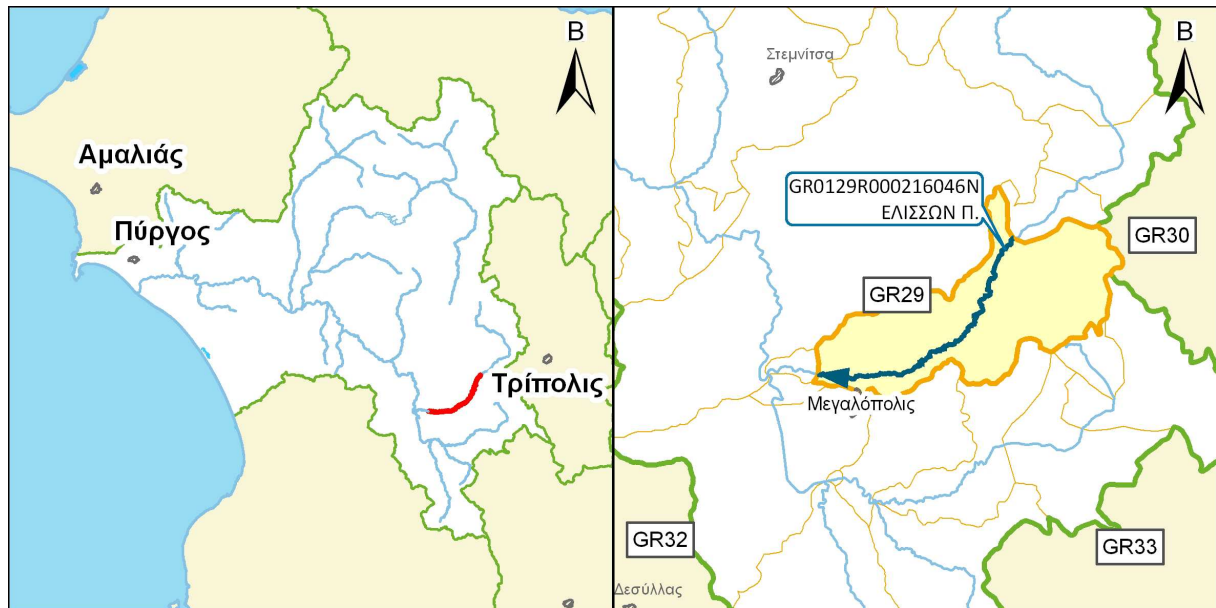 Β
Αμαλιάς
Πύργος
Τρίπολις
Β
Στεμνίτσα
GR0129R000216046N
ΕΛΙΣΣΩΝ Π.
GR30
GR29
Μεγαλόπολις
GR32
GR33
Δεσύλλας